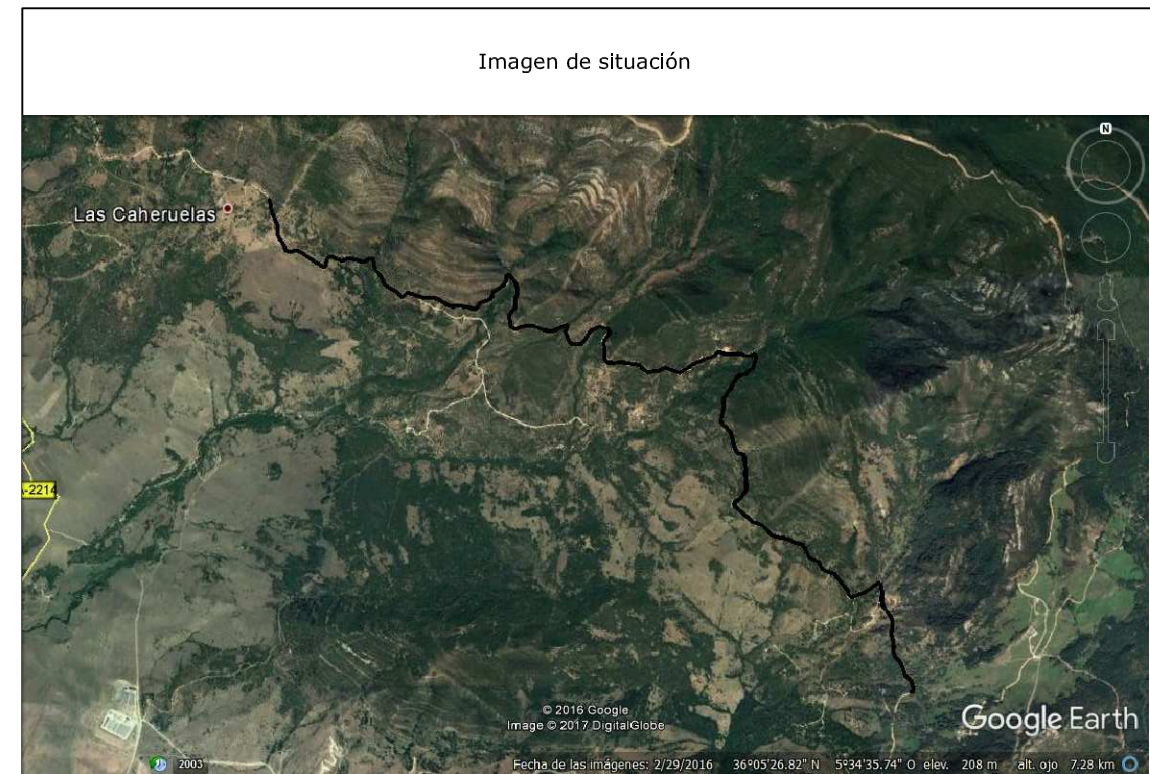 Imagen de situación
N
Las Caheruelas
A-2214
© 2016 Google
Image © 2017 DigitalGlobe
Google Earth
2003
Fecha de las imágenes: 2/29/2016 36°05'26.82" N 5°34'35.74" O elev. 208 m alt. ojo 7.28 km